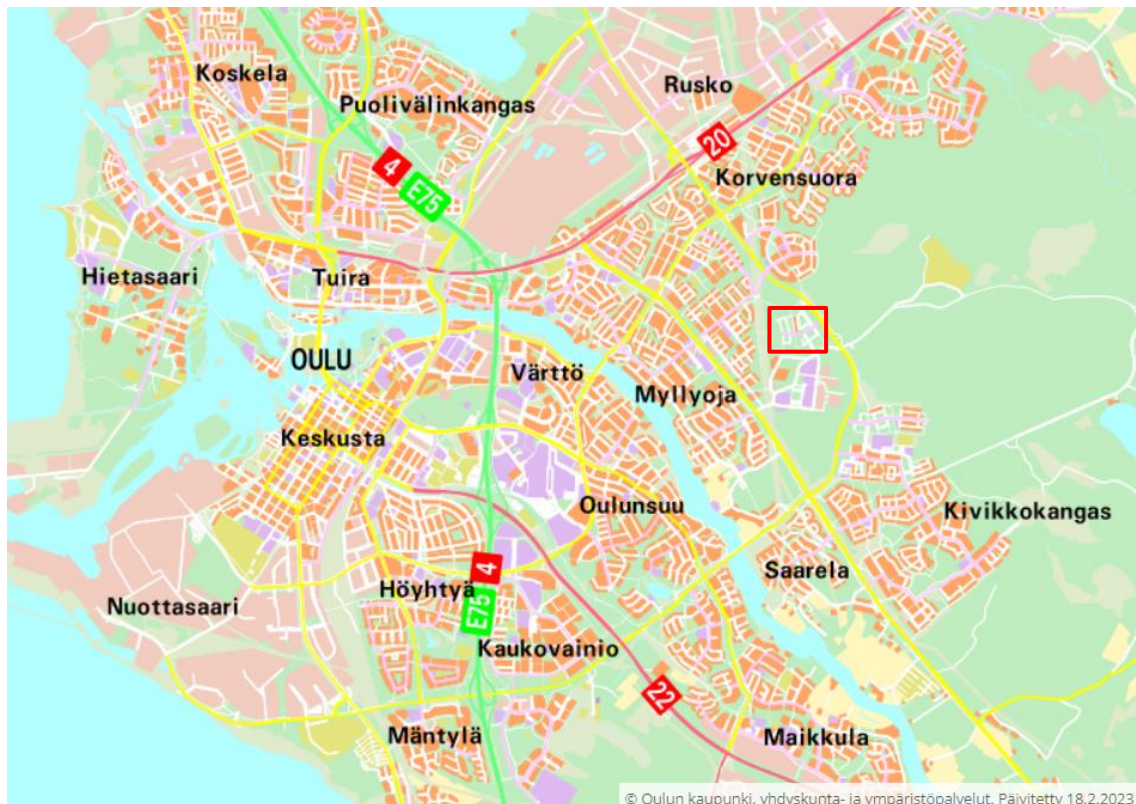 Koskela
Rusko
Puolivälinkangas
20
4
E75
Korvensuora
Hietasaari
Tuira
OULU
Värttö
Myllyoja
Keskusta
Oulunsuu
Kivikkokangas
4
E75
Höyhtyä
Saarela
Nuottasaari
Kaukovainio
22
Mäntylä
Maikkula
© Oulun kaupunki, yhdyskunta- ja ympäristöpalvelut. Päivitetty 18.2.2023